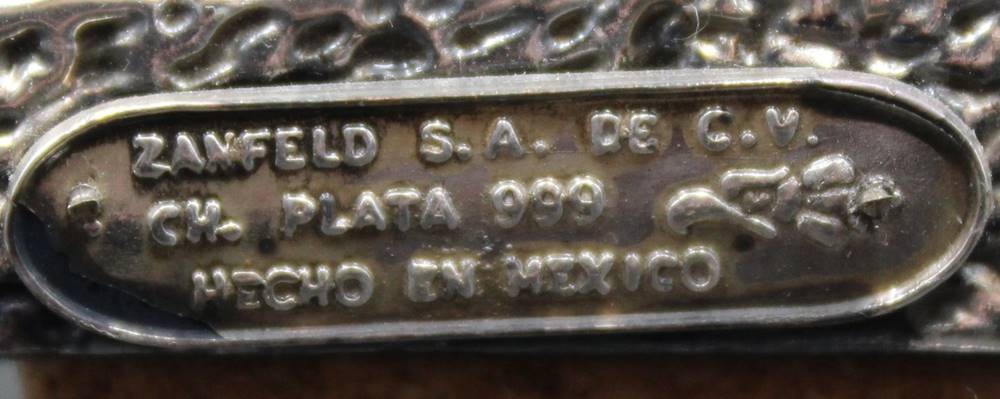 ZANFELD S.A. DE C.V.
CH. PLATA 999
HECHO EN MEXICO